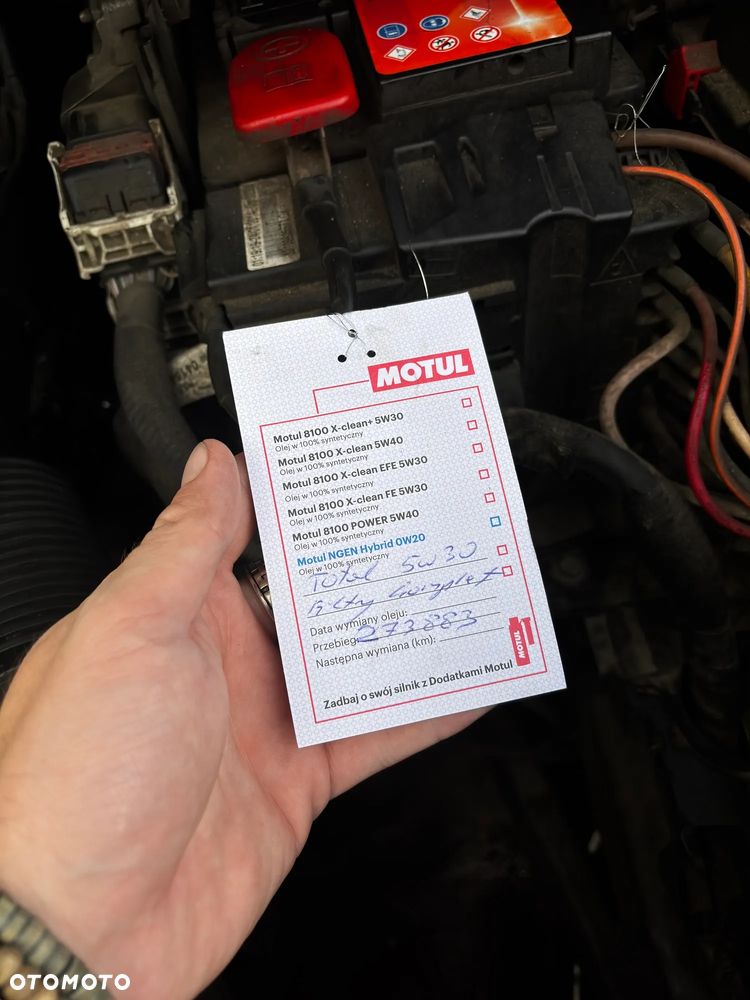 MOTUL
Motul 8100 X-clean+ 5W30
Olej w 100% syntetyczny
Motul 8100 X-clean 5W40
Olej w 100% syntetyczny
Motul 8100 X-clean EFE 5W30
Olej w 100% syntetyczny
Motul 8100 X-clean FE 5W30
Olej w 100% syntetyczny
Motul 8100 POWER 5W40
Olej w 100% syntetyczny
Motul NGEN Hybrid 0W20
Olej w 100% syntetyczny
Total 5W30
Data wymiany oleju:
Przebieg: 273883
Następna wymiana (km):
MOTUL
Zadbaj o swój silnik z Dodatkami Motul
OTOMOTO